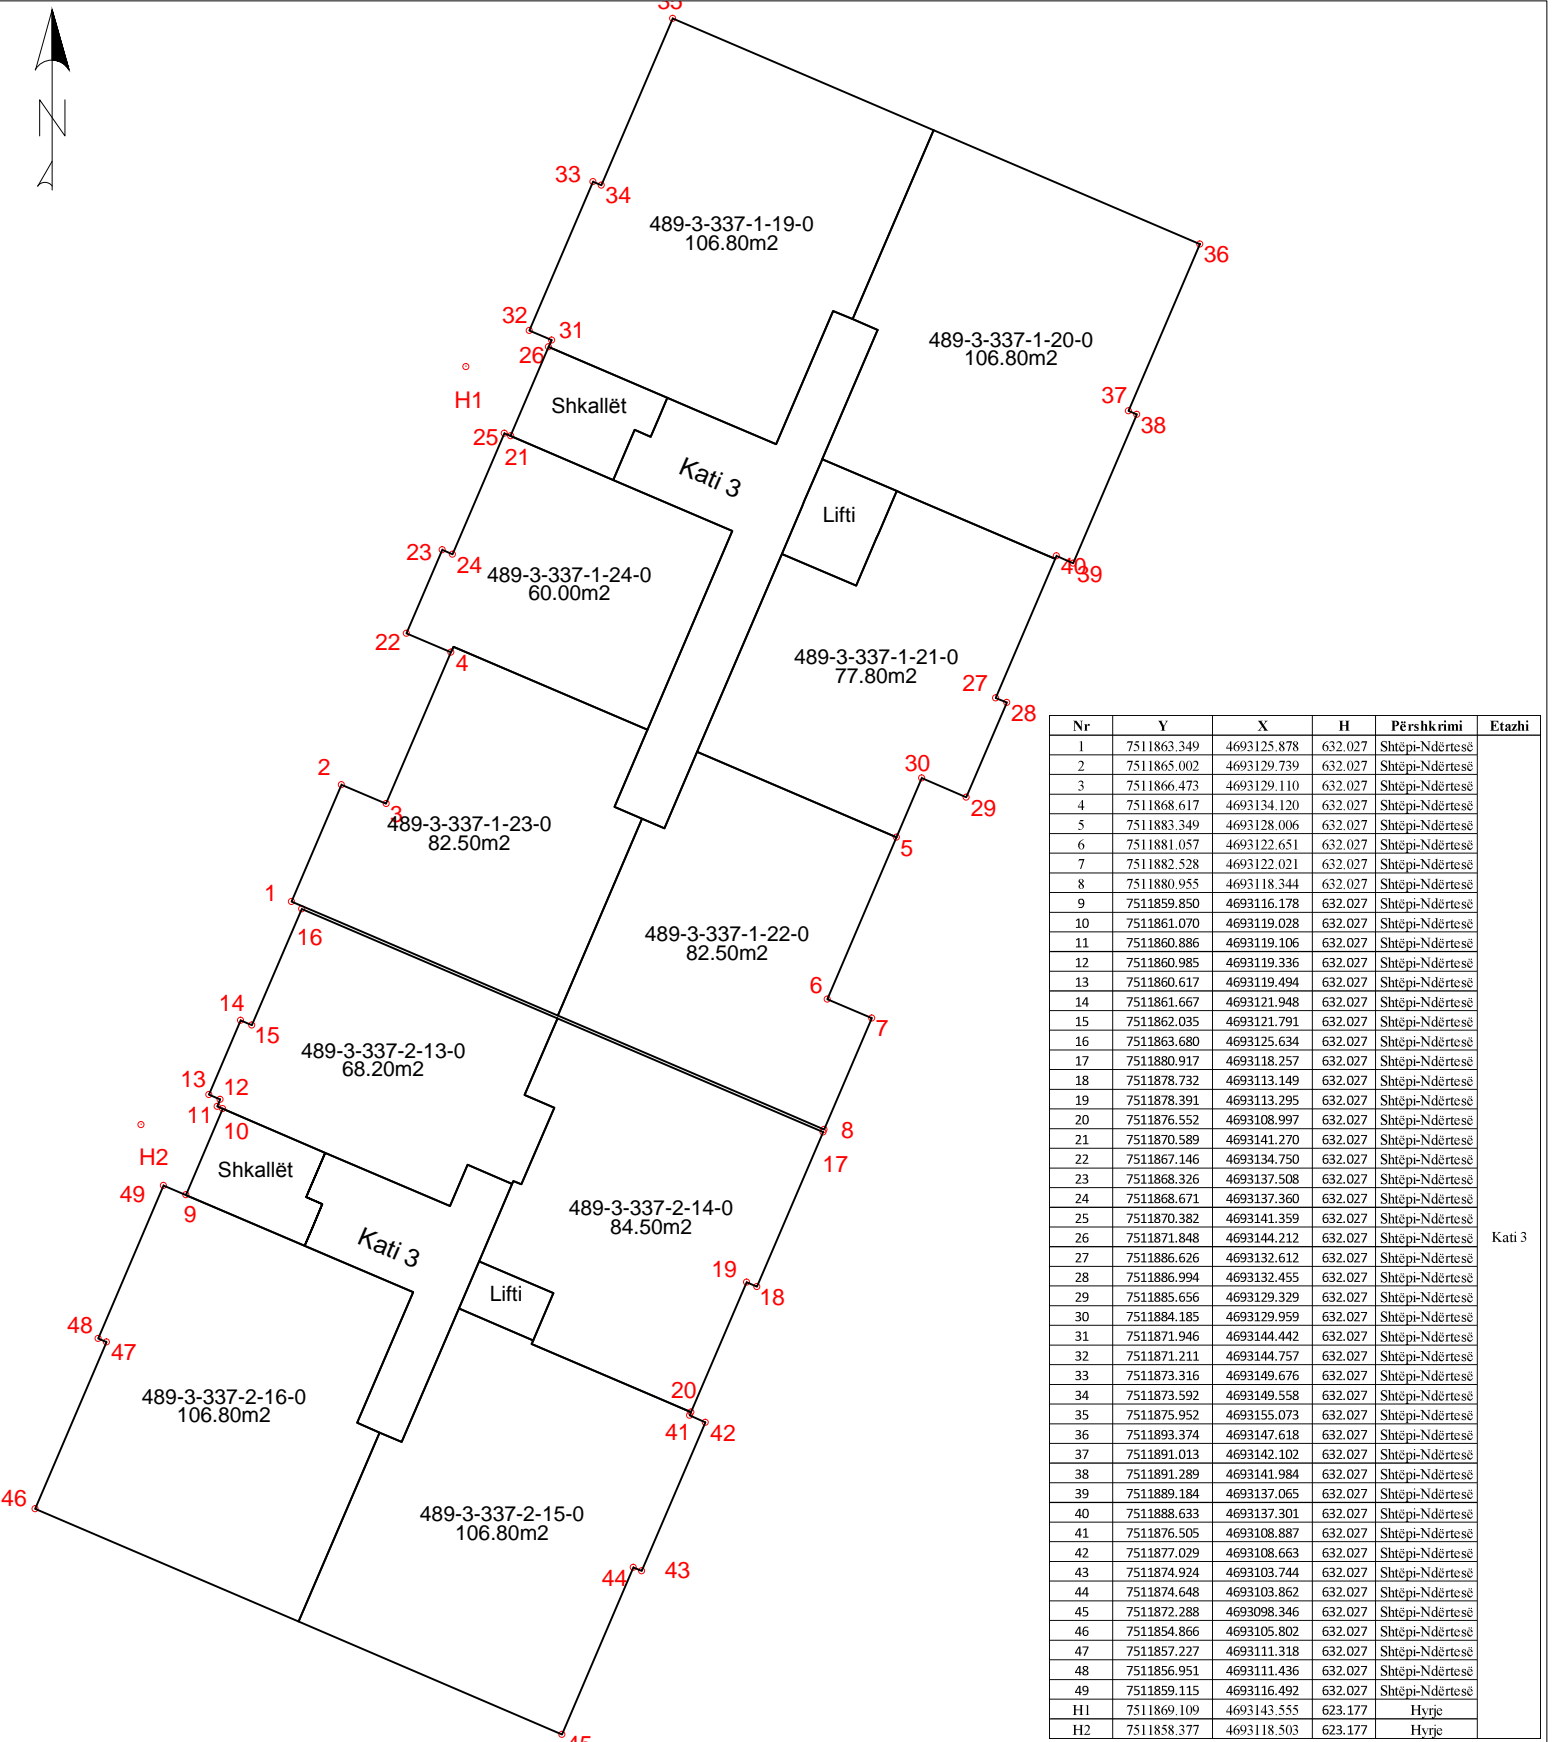 N
35
33
34
489-3-337-1-19-0
106.80m2
36
32
31
26
489-3-337-1-20-0
106.80m2
H1
Shkallët
37
38
25
21
Kati 3
Lifti
23
24
489-3-337-1-24-0
60.00m2
40
39
22
4
489-3-337-1-21-0
77.80m2
27
28
2
3
30
29
489-3-337-1-23-0
82.50m2
5
1
16
489-3-337-1-22-0
82.50m2
6
7
14
15
489-3-337-2-13-0
68.20m2
13
12
11
10
8
17
H2
Shkallët
49
9
489-3-337-2-14-0
84.50m2
Kati 3
Lifti
19
18
48
47
489-3-337-2-16-0
106.80m2
20
41
42
46
489-3-337-2-15-0
106.80m2
44
43
45
Nr Y X H Përshkrimi Etazhi
1 7511863.349 4693125.878 632.027 Shtëpi-Ndërtesë
2 7511865.002 4693129.739 632.027 Shtëpi-Ndërtesë
3 7511866.473 4693129.110 632.027 Shtëpi-Ndërtesë
4 7511868.617 4693134.120 632.027 Shtëpi-Ndërtesë
5 7511883.349 4693128.006 632.027 Shtëpi-Ndërtesë
6 7511881.057 4693122.651 632.027 Shtëpi-Ndërtesë
7 7511882.528 4693122.021 632.027 Shtëpi-Ndërtesë
8 7511880.955 4693118.344 632.027 Shtëpi-Ndërtesë
9 7511859.850 4693116.178 632.027 Shtëpi-Ndërtesë
10 7511861.070 4693119.028 632.027 Shtëpi-Ndërtesë
11 7511860.886 4693119.106 632.027 Shtëpi-Ndërtesë
12 7511860.985 4693119.336 632.027 Shtëpi-Ndërtesë
13 7511860.617 4693119.494 632.027 Shtëpi-Ndërtesë
14 7511861.667 4693121.948 632.027 Shtëpi-Ndërtesë
15 7511862.035 4693121.791 632.027 Shtëpi-Ndërtesë
16 7511863.680 4693125.634 632.027 Shtëpi-Ndërtesë
17 7511880.917 4693118.257 632.027 Shtëpi-Ndërtesë
18 7511878.732 4693113.149 632.027 Shtëpi-Ndërtesë
19 7511878.391 4693113.295 632.027 Shtëpi-Ndërtesë
20 7511876.552 4693108.997 632.027 Shtëpi-Ndërtesë
21 7511870.589 4693141.270 632.027 Shtëpi-Ndërtesë
22 7511867.146 4693134.750 632.027 Shtëpi-Ndërtesë
23 7511868.326 4693137.508 632.027 Shtëpi-Ndërtesë
24 7511868.671 4693137.360 632.027 Shtëpi-Ndërtesë
25 7511870.382 4693141.359 632.027 Shtëpi-Ndërtesë
26 7511871.848 4693144.212 632.027 Shtëpi-Ndërtesë Kati 3
27 7511886.626 4693132.612 632.027 Shtëpi-Ndërtesë
28 7511886.994 4693132.455 632.027 Shtëpi-Ndërtesë
29 7511885.656 4693129.329 632.027 Shtëpi-Ndërtesë
30 7511884.185 4693129.959 632.027 Shtëpi-Ndërtesë
31 7511871.946 4693144.442 632.027 Shtëpi-Ndërtesë
32 7511871.211 4693144.757 632.027 Shtëpi-Ndërtesë
33 7511873.316 4693149.676 632.027 Shtëpi-Ndërtesë
34 7511873.592 4693149.558 632.027 Shtëpi-Ndërtesë
35 7511875.952 4693155.073 632.027 Shtëpi-Ndërtesë
36 7511893.374 4693147.618 632.027 Shtëpi-Ndërtesë
37 7511891.013 4693142.102 632.027 Shtëpi-Ndërtesë
38 7511891.289 4693141.984 632.027 Shtëpi-Ndërtesë
39 7511889.184 4693137.065 632.027 Shtëpi-Ndërtesë
40 7511888.633 4693137.301 632.027 Shtëpi-Ndërtesë
41 7511876.505 4693108.887 632.027 Shtëpi-Ndërtesë
42 7511877.029 4693108.663 632.027 Shtëpi-Ndërtesë
43 7511874.924 4693103.744 632.027 Shtëpi-Ndërtesë
44 7511874.648 4693103.862 632.027 Shtëpi-Ndërtesë
45 7511872.288 4693098.346 632.027 Shtëpi-Ndërtesë
46 7511854.866 4693105.802 632.027 Shtëpi-Ndërtesë
47 7511857.227 4693111.318 632.027 Shtëpi-Ndërtesë
48 7511856.951 4693111.436 632.027 Shtëpi-Ndërtesë
49 7511859.115 4693116.492 632.027 Shtëpi-Ndërtesë
H1 7511869.109 4693143.555 623.177 Hyrje
H2 7511858.377 4693118.503 623.177 Hyrje